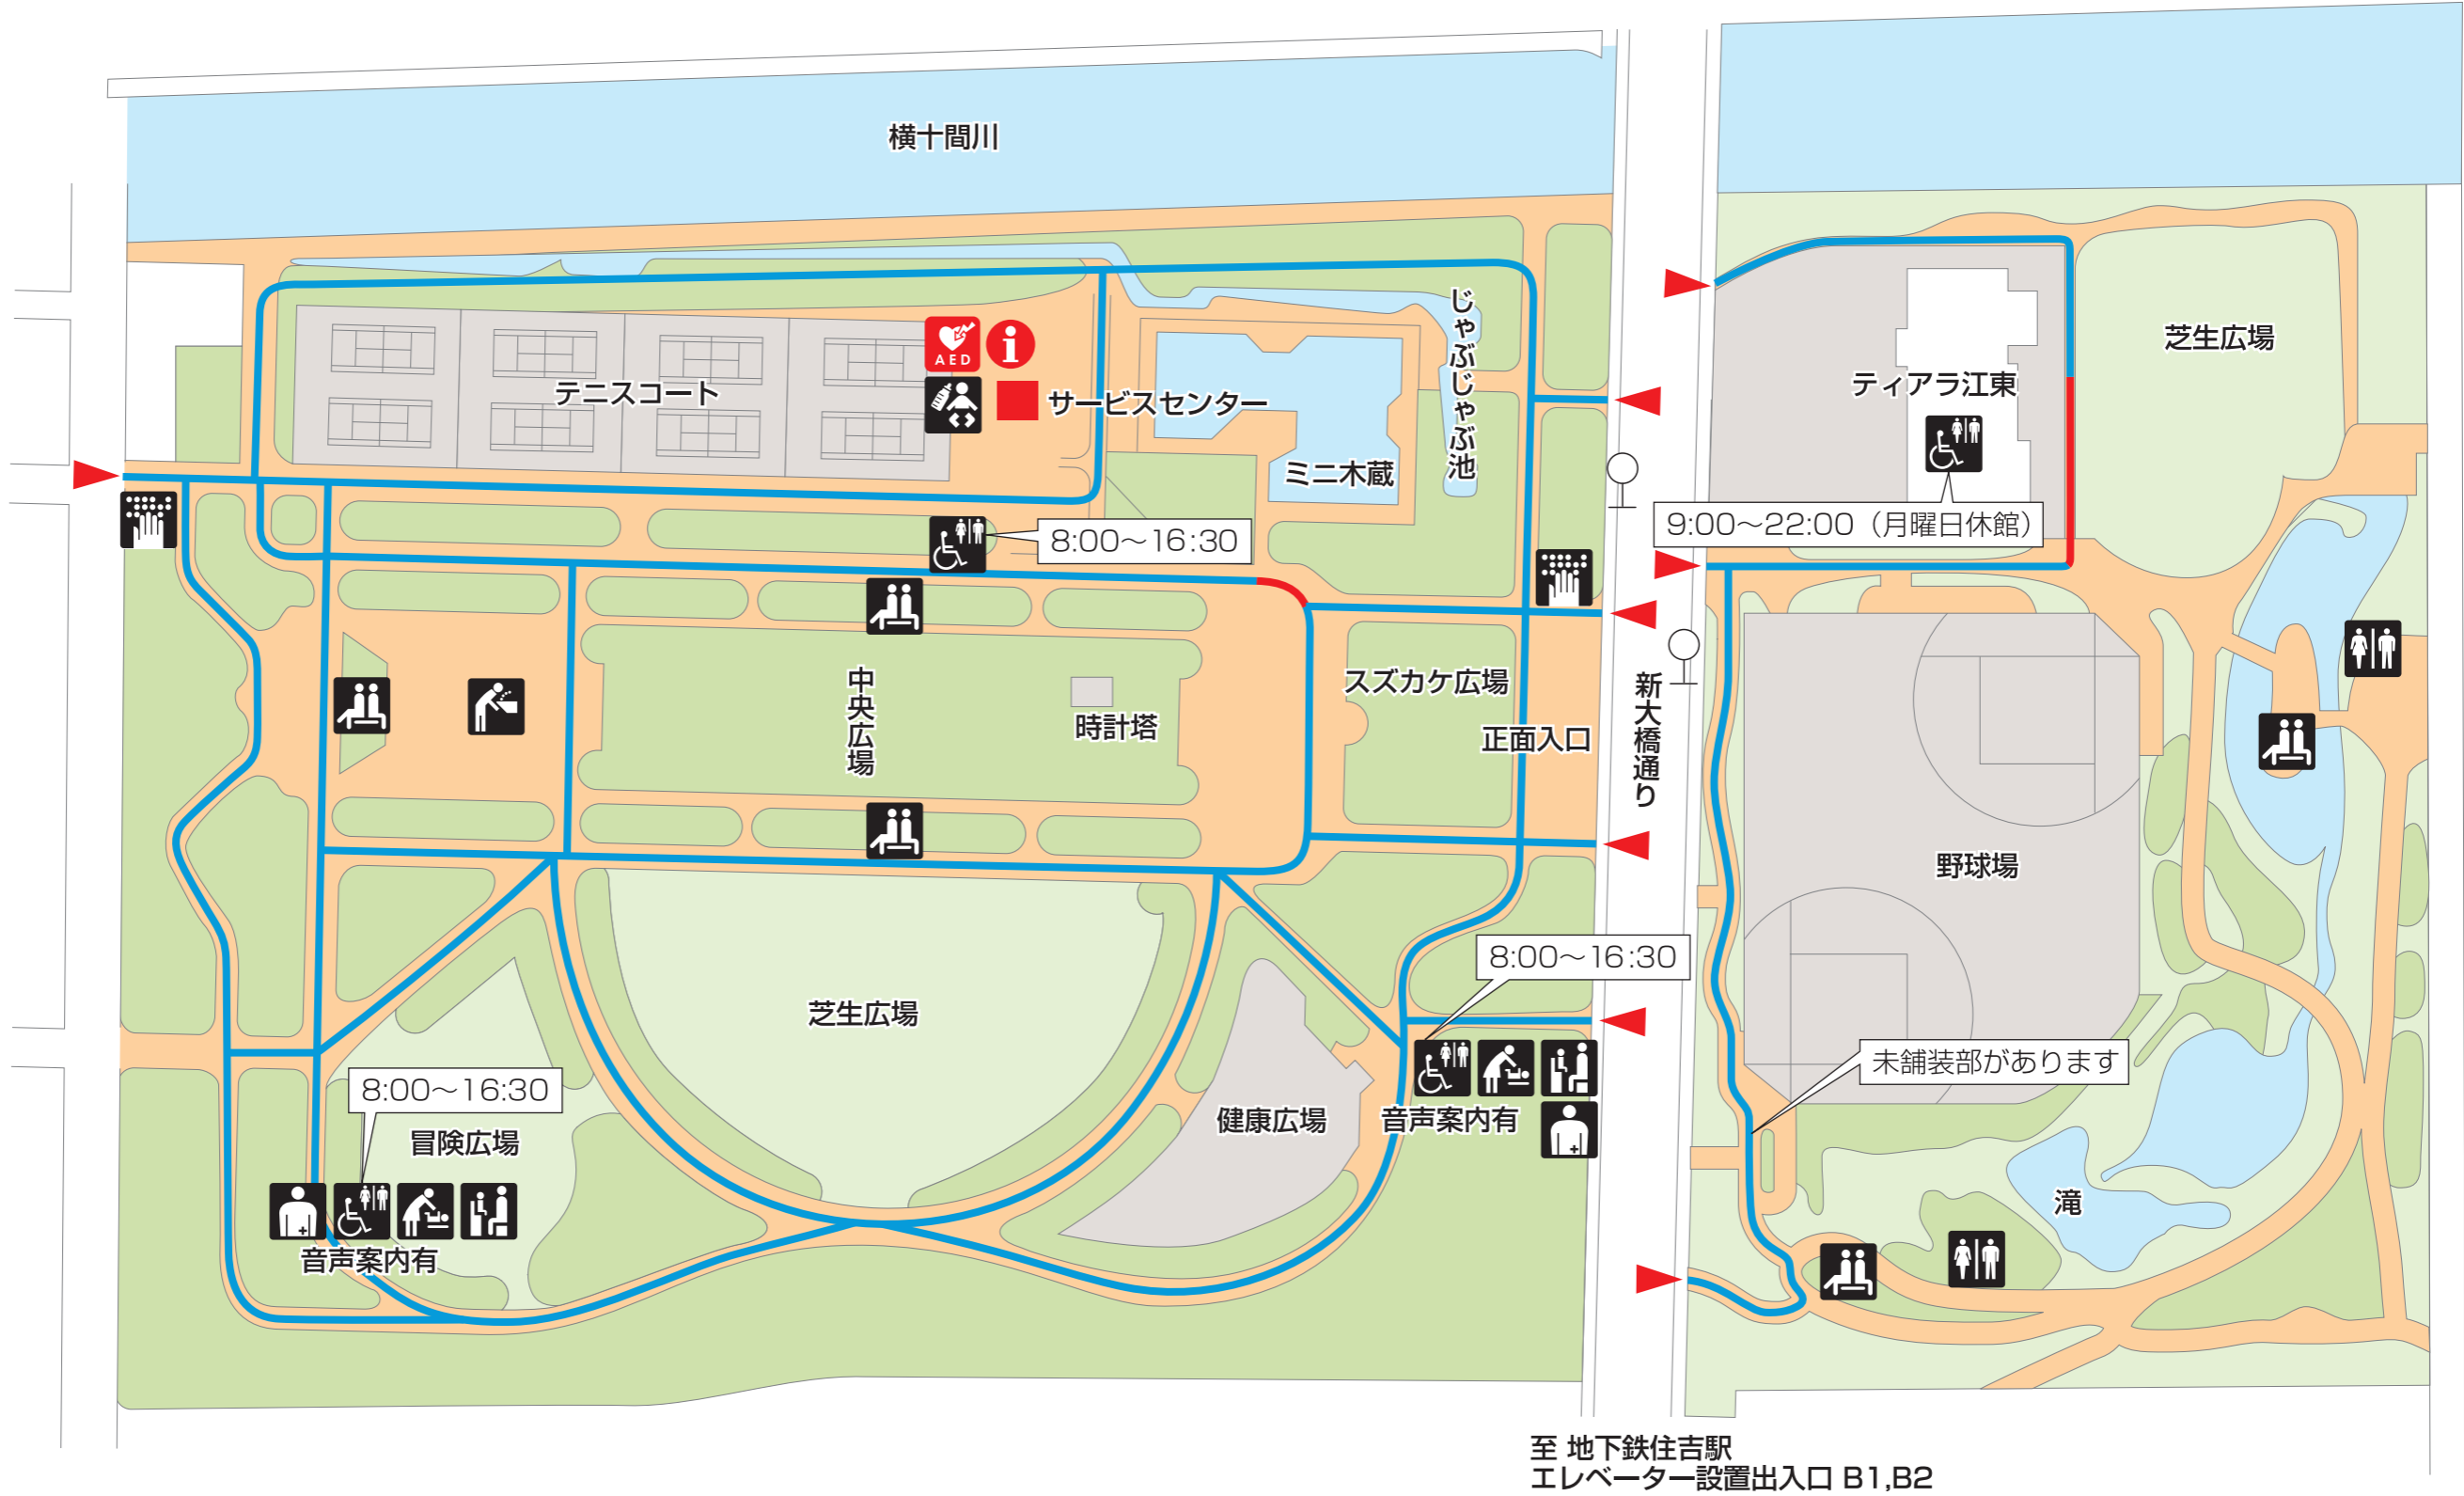 横十間川
じゃぶじゃぶ池
芝生広場
AED
テニスコート
サービスセンター
ティアラ江東
ミニ木蔵
8:00〜16:30
9:00〜22:00（月曜日休館）
中央広場
時計塔
スズカケ広場
正面入口
新大橋通り
野球場
8:00〜16:30
芝生広場
未舗装部があります
8:00〜16:30
冒険広場
健康広場
音声案内有
滝
音声案内有
至 地下鉄住吉駅
エレベーター設置出入口 B1,B2